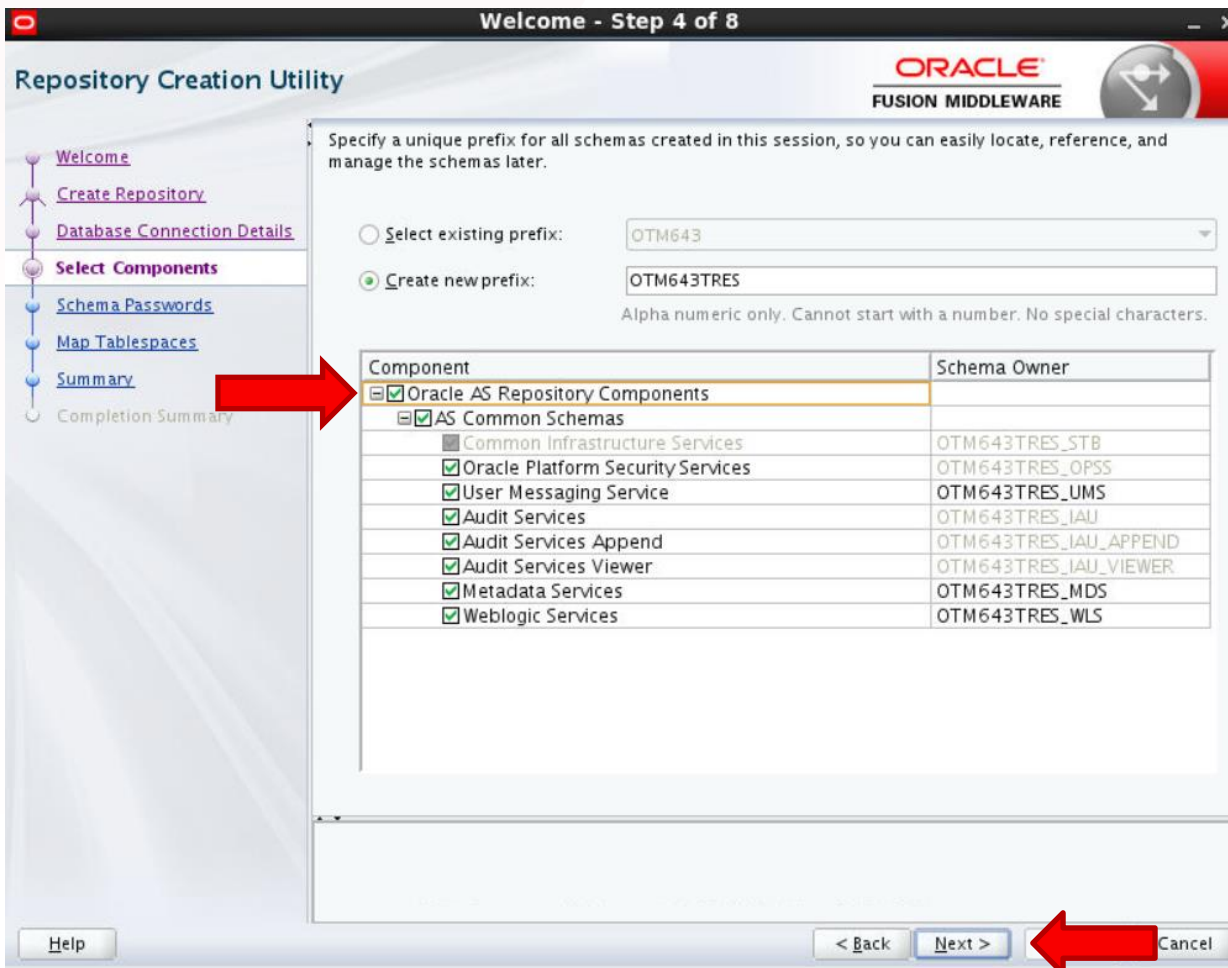 Welcome - Step 4 of 8
Repository Creation Utility
ORACLE
FUSION MIDDLEWARE
Welcome
Create Repository
Database Connection Details
Select Components
Schema Passwords
Map Tablespaces
Summary
Completion Summary
Specify a unique prefix for all schemas created in this session, so you can easily locate, reference, and
manage the schemas later.
Select existing prefix: OTM643
Create new prefix: OTM643TRES
Alpha numeric only. Cannot start with a number. No special characters.
Component Schema Owner
Oracle AS Repository Components
AS Common Schemas
Common Infrastructure Services OTM643TRES_STB
Oracle Platform Security Services OTM643TRES_OPSS
User Messaging Service OTM643TRES_UMS
Audit Services OTM643TRES_IAU
Audit Services Append OTM643TRES_IAU_APPEND
Audit Services Viewer OTM643TRES_IAU_VIEWER
Metadata Services OTM643TRES_MDS
Weblogic Services OTM643TRES_WLS
Help
< Back
Next >
Cancel